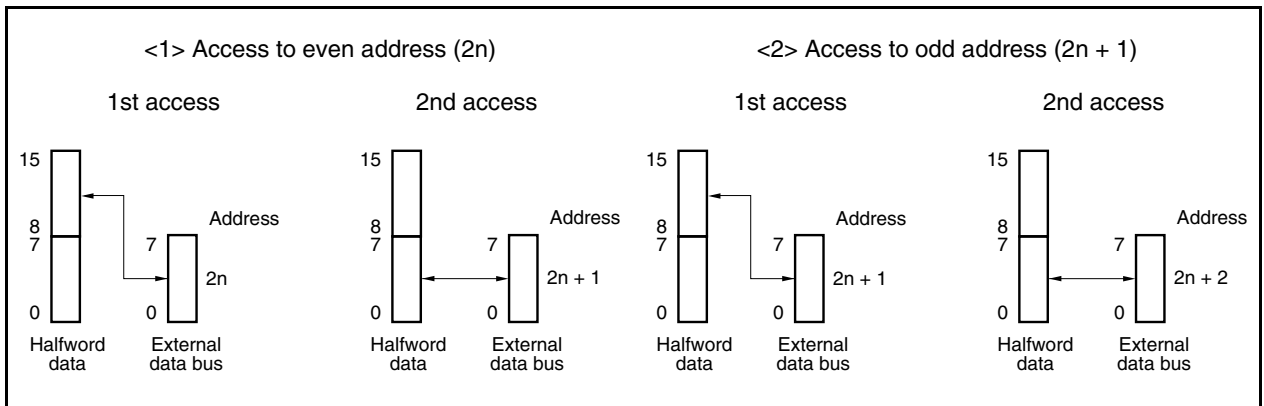 <1> Access to even address (2n)
<2> Access to odd address (2n + 1)
1st access
2nd access
1st access
2nd access
15
8
7
0
Halfword
data
Address
7
2n
0
External
data bus
15
8
7
0
Halfword
data
Address
7
2n + 1
0
External
data bus
15
8
7
0
Halfword
data
Address
7
2n + 1
0
External
data bus
15
8
7
0
Halfword
data
Address
7
2n + 2
0
External
data bus